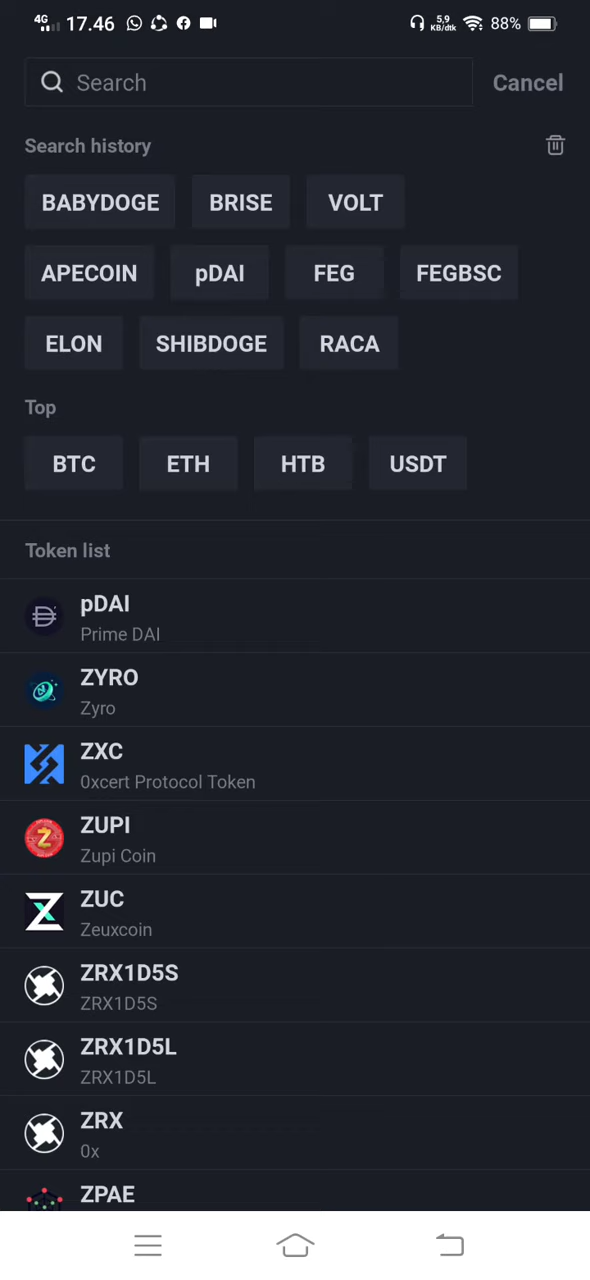 4G 17.46 5,9 KB/dtk 88%
Search Cancel
Search history
BABYDOGE BRISE VOLT
APECOIN pDAI FEG FEGBSC
ELON SHIBDOGE RACA
Top
BTC ETH HTB USDT
Token list
pDAI
Prime DAI
ZYRO
Zyro
ZXC
0xcert Protocol Token
ZUPI
Zupi Coin
ZUC
Zeuxcoin
ZRX1D5S
ZRX1D5S
ZRX1D5L
ZRX1D5L
ZRX
0x
ZPAE